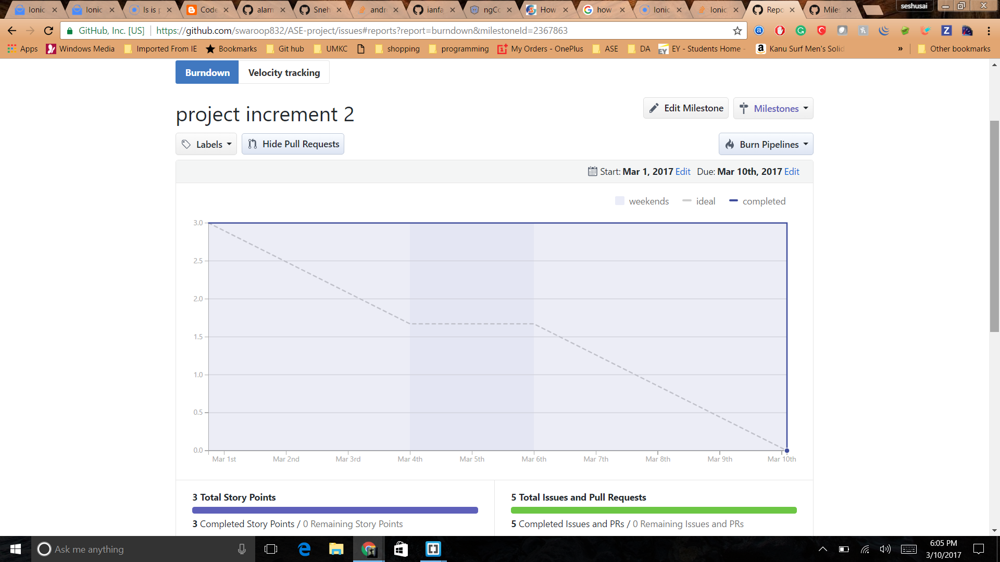 Ionic
Ionic
Is is p
Code
alarm
Sneh
andr
ianfa
ngCo
How
how
Ionic
Ionic
Repo
Miles
seshusai
GitHub, Inc. [US] https://github.com/swaroop832/ASE-project/issues#reports?report=burndown&milestoneId=2367863
Apps Windows Media Imported From IE Bookmarks Git hub UMKC shopping programming My Orders - OnePlus ASE DA EY - Students Home - Kanu Surf Men's Solid » Other bookmarks
Burndown Velocity tracking
project increment 2
Edit Milestone Milestones
Labels Hide Pull Requests Burn Pipelines
Start: Mar 1, 2017 Edit Due: Mar 10th, 2017 Edit
weekends ideal completed
3.0
2.5
2.0
1.5
1.0
0.5
0.0
Mar 1st Mar 2nd Mar 3rd Mar 4th Mar 5th Mar 6th Mar 7th Mar 8th Mar 9th Mar 10th
3 Total Story Points
3 Completed Story Points / 0 Remaining Story Points
5 Total Issues and Pull Requests
5 Completed Issues and PRs / 0 Remaining Issues and PRs
Ask me anything
6:05 PM
3/10/2017